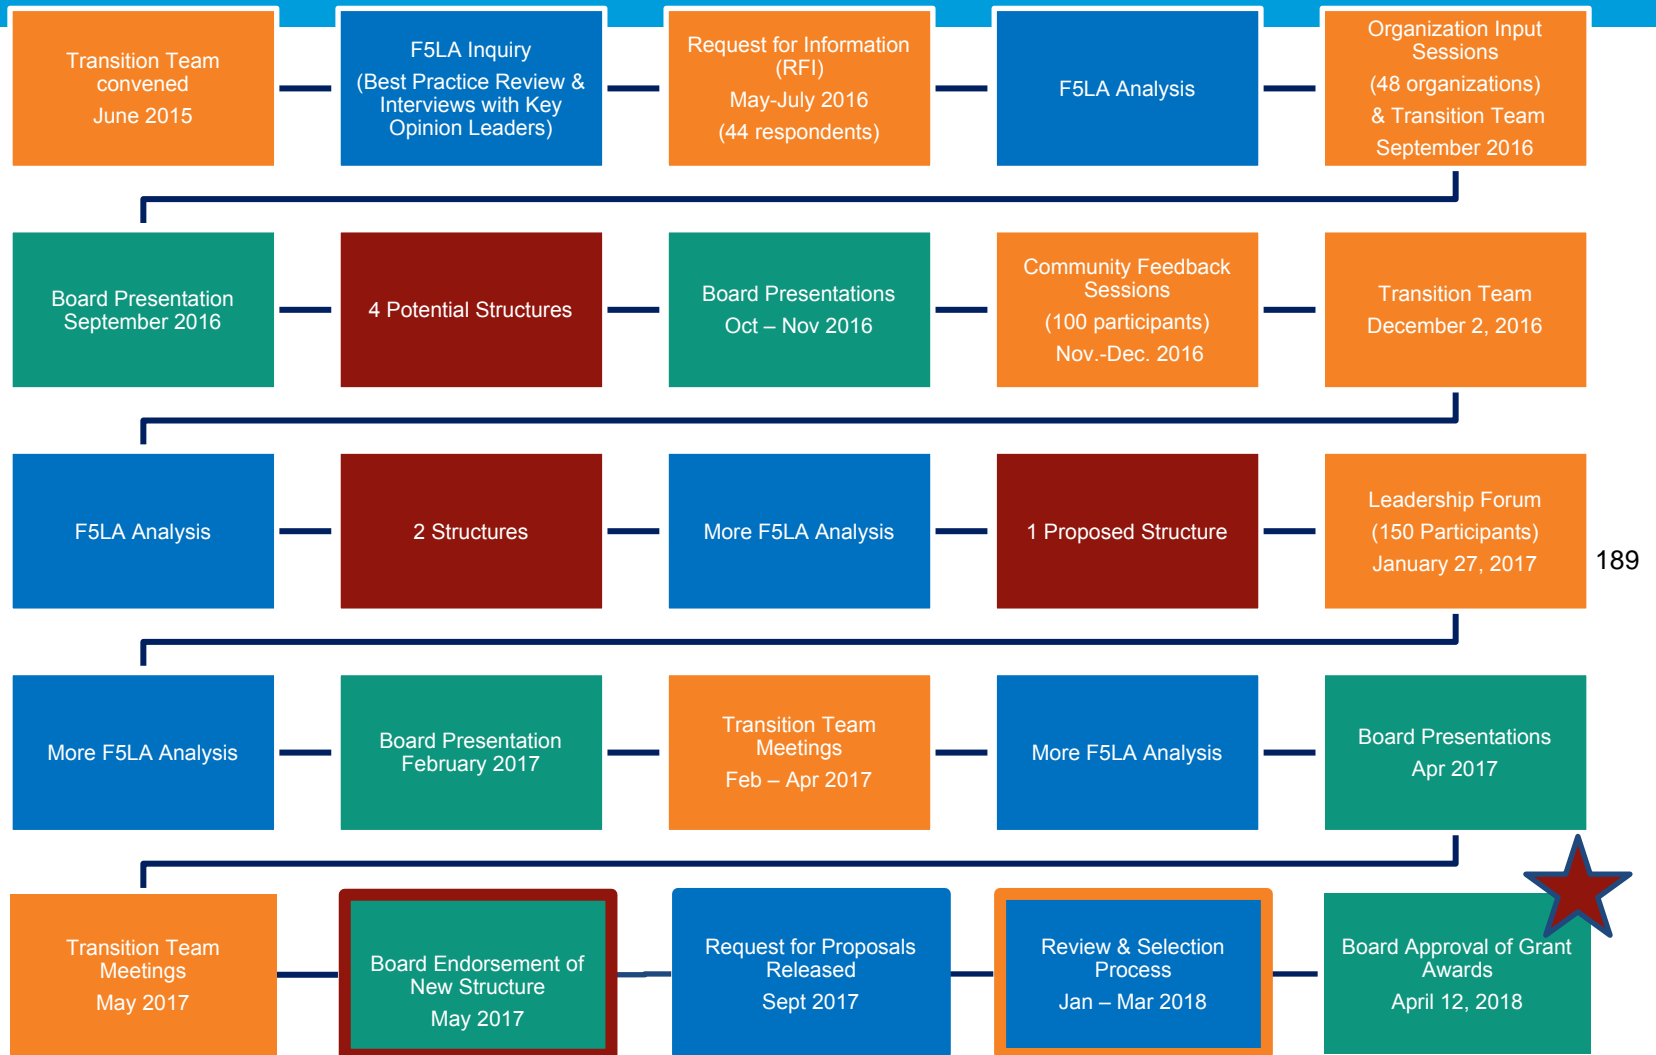 Transition Team
convened
June 2015
F5LA Inquiry
(Best Practice Review &
Interviews with Key
Opinion Leaders)
Request for Information
(RFI)
May-July 2016
(44 respondents)
F5LA Analysis
Organization Input
Sessions
(48 organizations)
& Transition Team
September 2016
Board Presentation
September 2016
4 Potential Structures
Board Presentations
Oct – Nov 2016
Community Feedback
Sessions
(100 participants)
Nov.-Dec. 2016
Transition Team
December 2, 2016
F5LA Analysis
2 Structures
More F5LA Analysis
1 Proposed Structure
Leadership Forum
(150 Participants)
January 27, 2017
189
More F5LA Analysis
Board Presentation
February 2017
Transition Team
Meetings
Feb – Apr 2017
More F5LA Analysis
Board Presentations
Apr 2017
Transition Team
Meetings
May 2017
Board Endorsement of
New Structure
May 2017
Request for Proposals
Released
Sept 2017
Review & Selection
Process
Jan – Mar 2018
Board Approval of Grant
Awards
April 12, 2018